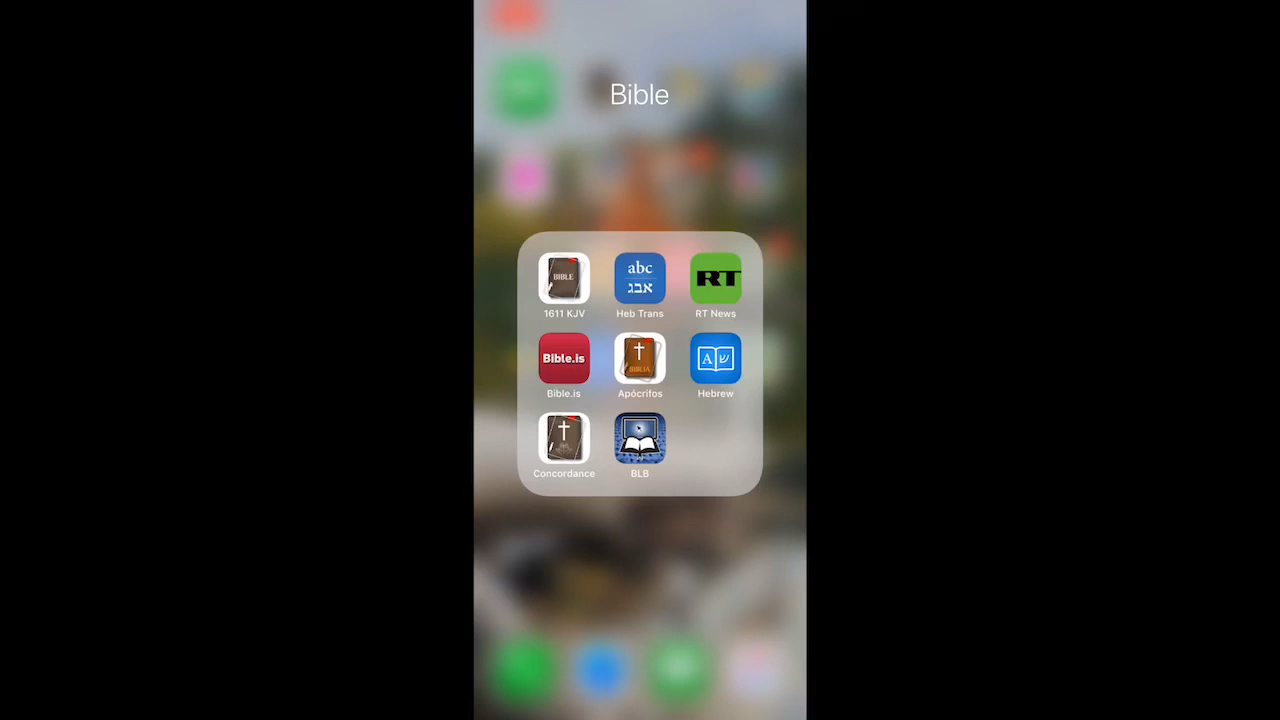 Bible
BIBLE
abc
אבג
RT
1611 KJV
Heb Trans
RT News
Bible.is
BIBLIA
A ש
Bible.is
Apócrifos
Hebrew
Concordance
BLB